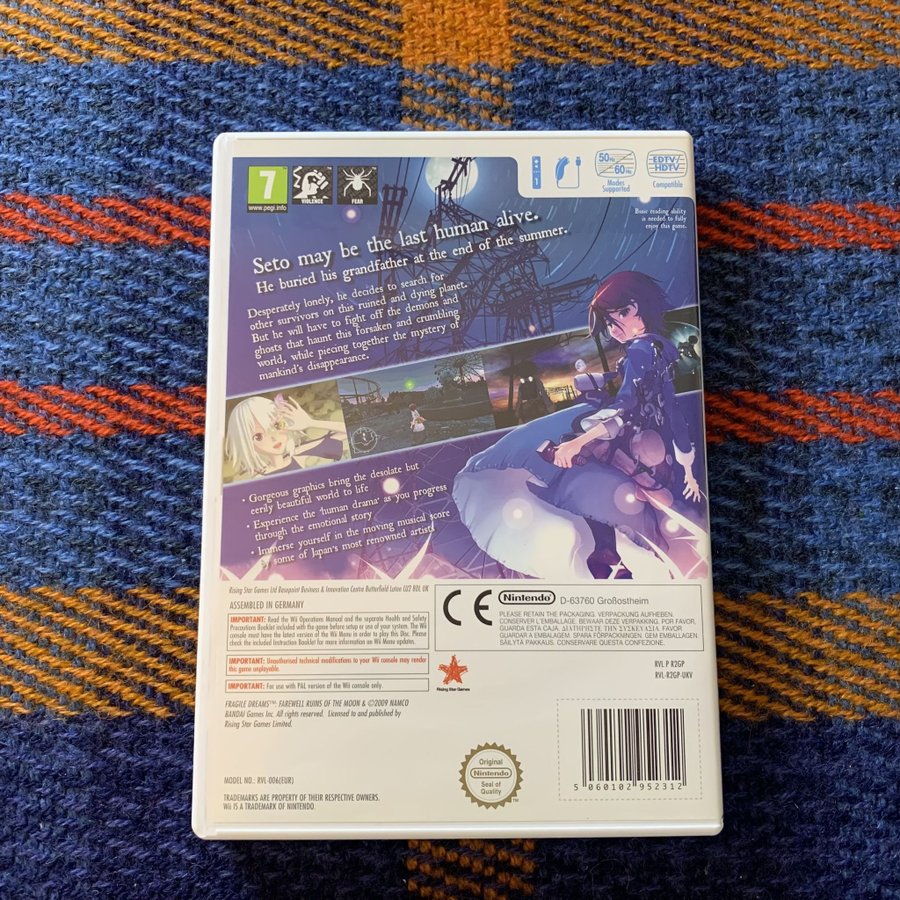 7
www.pegi.info
VIOLENCE
FEAR
1
50Hz
60Hz
Modes
Supported
EDTV/
HDTV
Compatible
Basic reading ability
is needed to fully
enjoy this game.
Seto may be the last human alive.
He buried his grandfather at the end of the summer.
Desperately lonely, he decides to search for
other survivors on this ruined and dying planet.
But he will have to fight off the demons and
ghosts that haunt this forsaken and crumbling
world, while piecing together the mystery of
mankind's disappearance.
• Gorgeous graphics bring the desolate but
eerily beautiful world to life
• Experience the 'human drama' as you progress
through the emotional story
• Immerse yourself in the moving musical score
by some of Japan's most renowned artists
Rising Star Games Ltd Basepoint Business & Innovation Centre Butterfield Luton LU2 8DL UK
ASSEMBLED IN GERMANY
IMPORTANT: Read the Wii Operations Manual and the separate Health and Safety
Precautions Booklet included with the game before setup or use of your system. The Wii
console must have the latest version of the Wii Menu in order to play this Disc. Please
check the included Instruction Booklet for more information on Wii Menu updates.
IMPORTANT: Unauthorised technical modifications to your Wii console may render
this game unplayable.
IMPORTANT: For use with PAL version of the Wii console only.
FRAGILE DREAMS™: FAREWELL RUINS OF THE MOON & ©2009 NAMCO
BANDAI Games Inc. All rights reserved. Licensed to and published by
Rising Star Games Limited.
MODEL NO.: RVL-006(EUR)
TRADEMARKS ARE PROPERTY OF THEIR RESPECTIVE OWNERS.
Wii IS A TRADEMARK OF NINTENDO.
CE
Nintendo
D-63760 Großostheim
PLEASE RETAIN THE PACKAGING. VERPACKUNG AUFHEBEN.
CONSERVER L'EMBALLAGE. BEWAAR DEZE VERPAKKING. POR FAVOR,
GUARDA ESTA CAJA. ΔΙΑΤΗΡΗΣΤΕ ΤΗΝ ΣΥΣΚΕΥΑΣΙΑ. FAVOR
GUARDAR A EMBALAGEM. SPARA FÖRPACKNINGEN. GEM EMBALLAGEN.
SÄILYTÄ PAKKAUS. CONSERVARE QUESTA CONFEZIONE.
Rising Star Games
RVL P R2GP
RVL-R2GP-UKV
Original
Nintendo
Seal of
Quality
TM
5 060102 952312